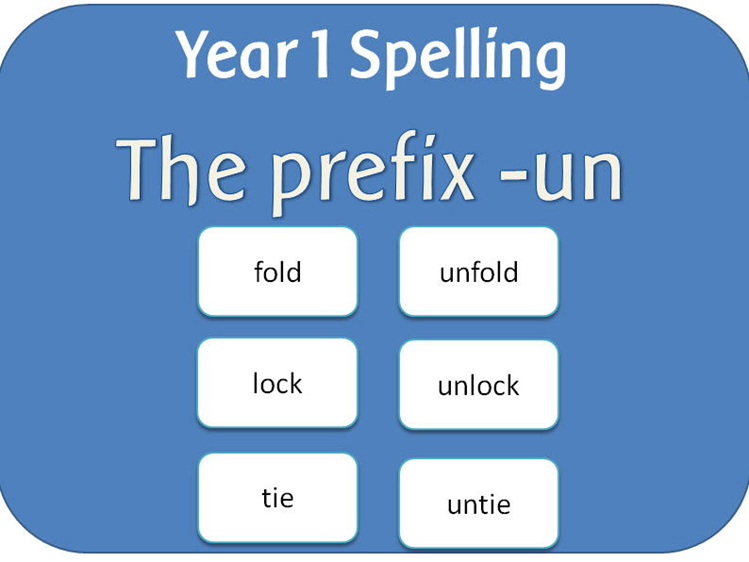 Year 1 Spelling
The prefix -un
fold unfold
lock unlock
tie untie